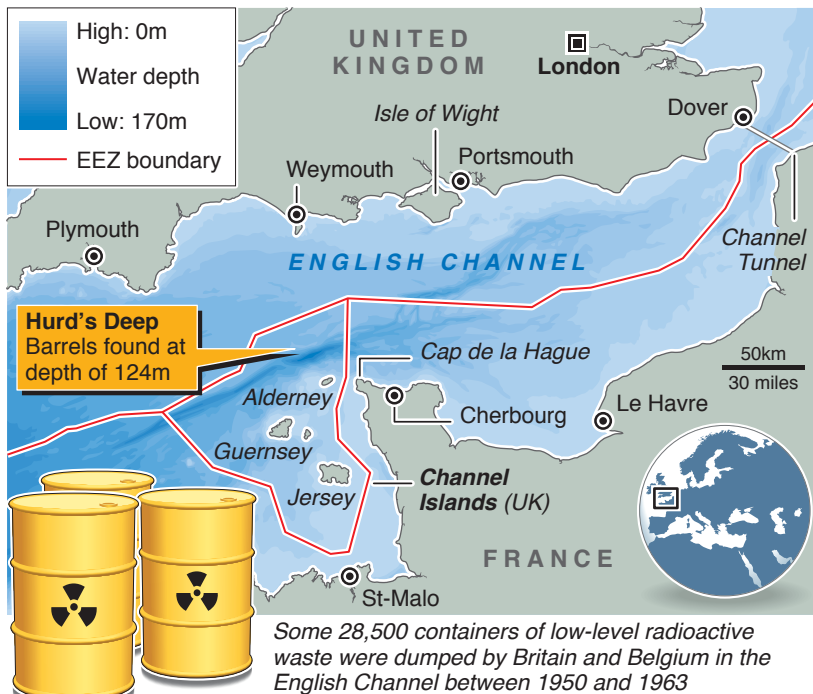 High: 0m
Water depth
Low: 170m
EEZ boundary
UNITED
KINGDOM
London
Isle of Wight
Dover
Weymouth
Portsmouth
Plymouth
Channel
Tunnel
ENGLISH CHANNEL
Hurd's Deep
Barrels found at
depth of 124m
Cap de la Hague
50km
30 miles
Alderney
Cherbourg
Le Havre
Guernsey
Jersey
Channel
Islands (UK)
FRANCE
St-Malo
Some 28,500 containers of low-level radioactive
waste were dumped by Britain and Belgium in the
English Channel between 1950 and 1963